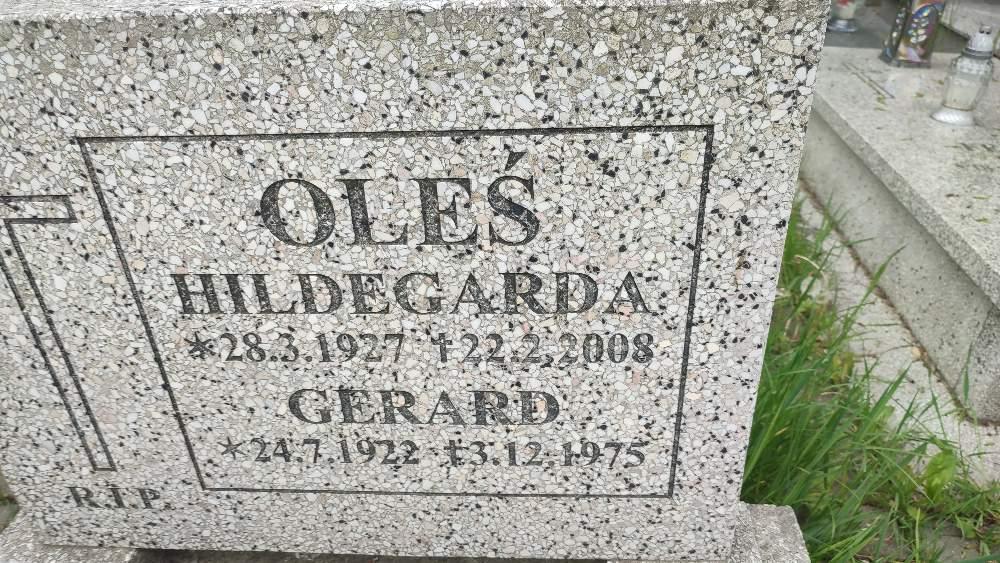 OLEŚ
HILDEGARDA
*28.3.1927 †22.2.2008
GERARD
*24.7.1922 †3.12.1975
R.I.P.